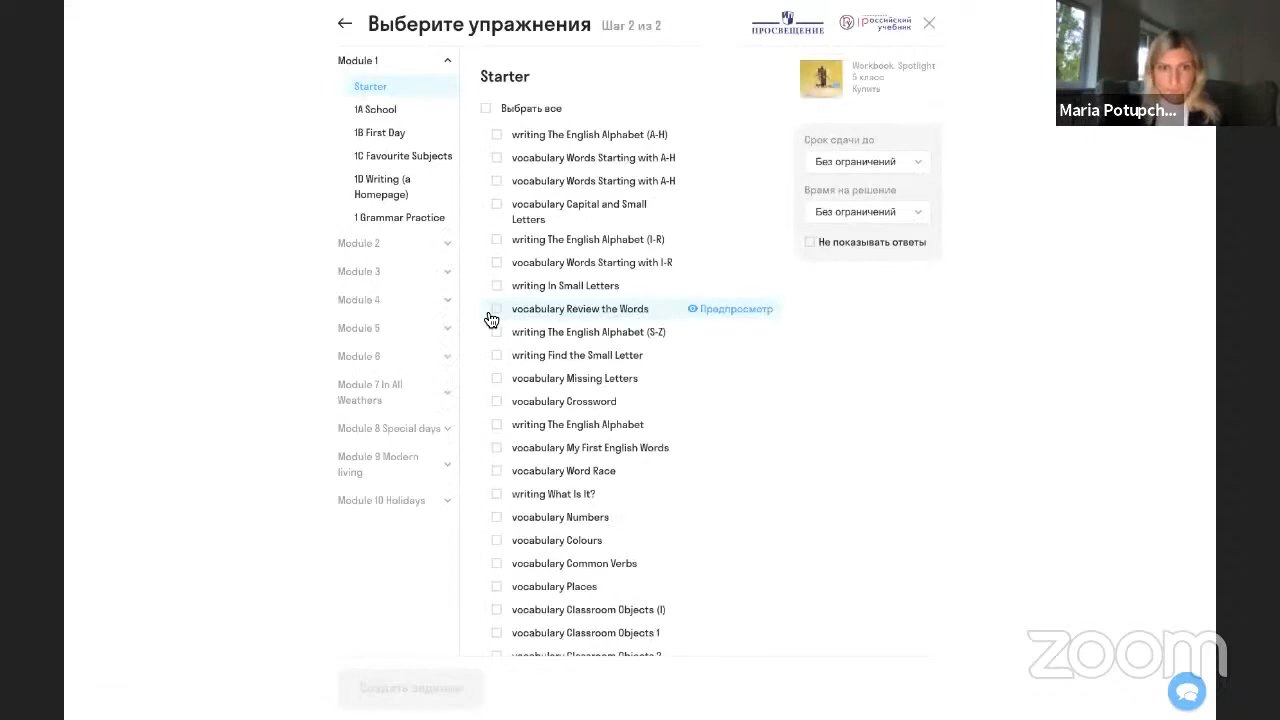 Выберите упражнения
Шаг 2 из 2
ПРОСВЕЩЕНИЕ
российский
учебник
Maria Potupch...
Module 1
Starter
1A School
1B First Day
1C Favourite Subjects
1D Writing (a
Homepage)
1 Grammar Practice
Module 2
Module 3
Module 4
Module 5
Module 6
Module 7 In All
Weathers
Module 8 Special days
Module 9 Modern
living
Module 10 Holidays
Starter
Выбрать все
writing The English Alphabet (A-H)
vocabulary Words Starting with A-H
vocabulary Words Starting with A-H
vocabulary Capital and Small
Letters
writing The English Alphabet (I-R)
vocabulary Words Starting with I-R
writing In Small Letters
vocabulary Review the Words
Предпросмотр
writing The English Alphabet (S-Z)
writing Find the Small Letter
vocabulary Missing Letters
vocabulary Crossword
writing The English Alphabet
vocabulary My First English Words
vocabulary Word Race
writing What Is It?
vocabulary Numbers
vocabulary Colours
vocabulary Common Verbs
vocabulary Places
vocabulary Classroom Objects (I)
vocabulary Classroom Objects 1
vocabulary Classroom Objects 2
Workbook. Spotlight
5 класс
Купить
Срок сдачи до
Без ограничений
Время на решение
Без ограничений
Не показывать ответы
Создать задание
zoom